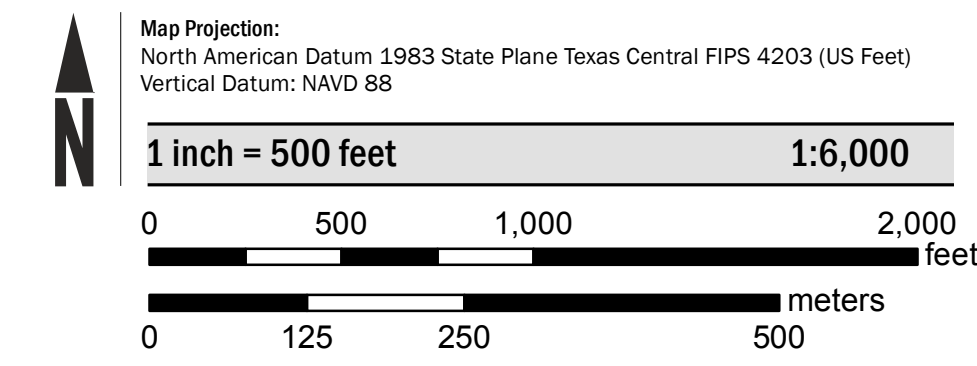 Map Projection:
North American Datum 1983 State Plane Texas Central FIPS 4203 (US Feet)
Vertical Datum: NAVD 88
N
1 inch = 500 feet 1:6,000
0 500 1,000 2,000
feet
meters
0 125 250 500